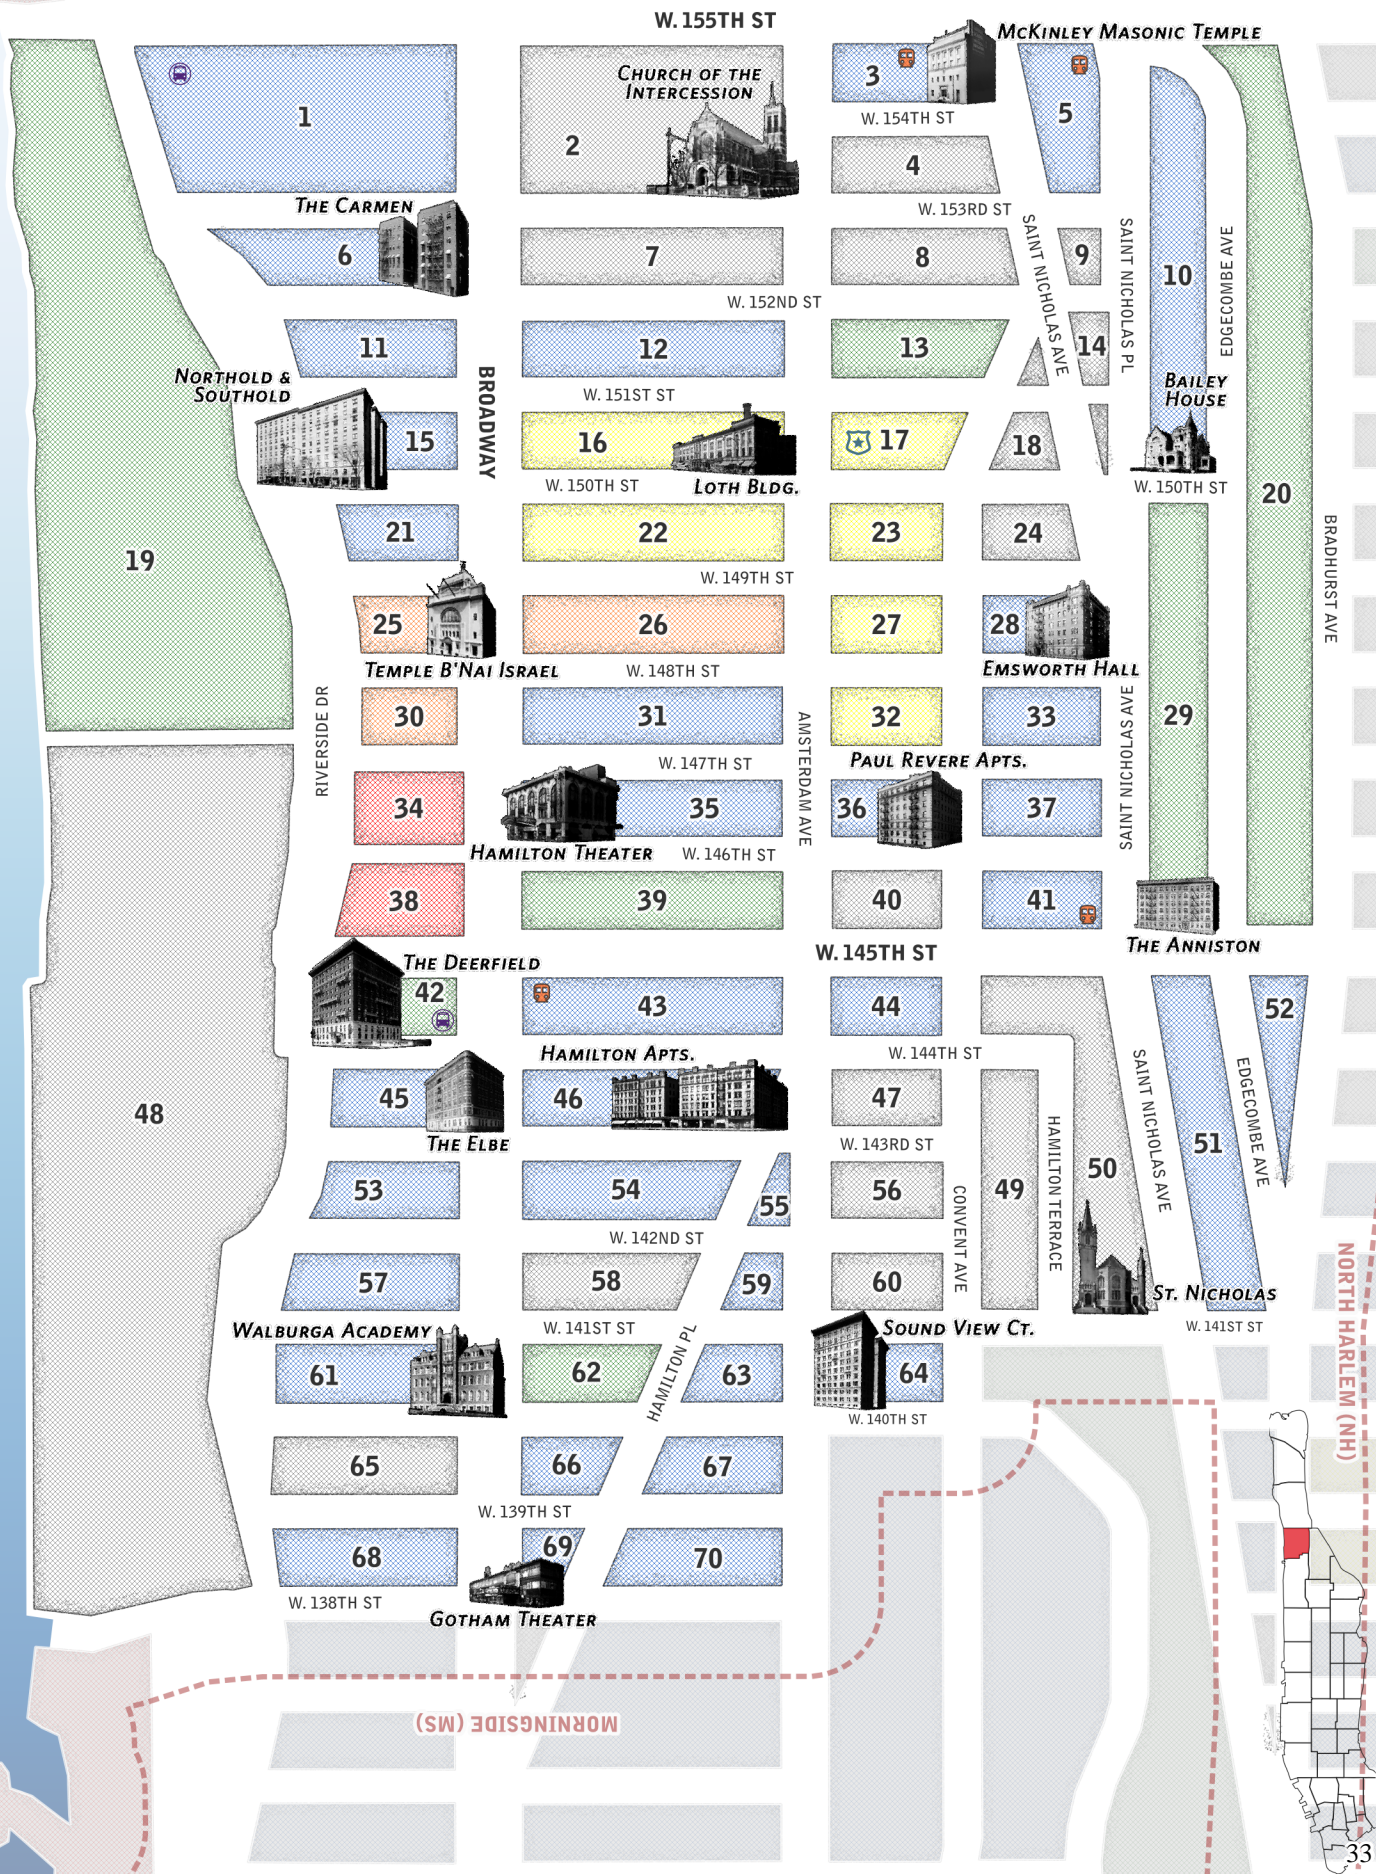 W. 155TH ST
MCKINLEY MASONIC TEMPLE
CHURCH OF THE
INTERCESSION
1
2
3
W. 154TH ST
4
5
THE CARMEN
W. 153RD ST
6
7
8
9
10
SAINT NICHOLAS AVE
SAINT NICHOLAS PL
EDGECOMBE AVE
W. 152ND ST
11
12
13
14
NORTHOLD &
SOUTHOLD
BROADWAY
W. 151ST ST
BAILEY
HOUSE
15
16
17
18
W. 150TH ST
LOTH BLDG.
W. 150TH ST
19
20
21
22
23
24
BRADHURST AVE
W. 149TH ST
25
26
27
28
TEMPLE B'NAI ISRAEL
W. 148TH ST
EMSWORTH HALL
RIVERSIDE DR
30
31
32
33
29
AMSTERDAM AVE
SAINT NICHOLAS AVE
W. 147TH ST
PAUL REVERE APTS.
34
35
36
37
HAMILTON THEATER
W. 146TH ST
38
39
40
41
W. 145TH ST
THE ANNISTON
THE DEERFIELD
42
43
44
52
HAMILTON APTS.
W. 144TH ST
45
46
47
48
THE ELBE
W. 143RD ST
SAINT NICHOLAS AVE
EDGECOMBE AVE
HAMILTON TERRACE
51
50
49
53
54
55
56
CONVENT AVE
W. 142ND ST
57
58
59
60
ST. NICHOLAS
NORTH HARLEM (NH)
WALBURGA ACADEMY
W. 141ST ST
SOUND VIEW CT.
W. 141ST ST
HAMILTON PL
61
62
63
64
W. 140TH ST
65
66
67
W. 139TH ST
68
69
70
W. 138TH ST
GOTHAM THEATER
MORNINGSIDE (MS)
33